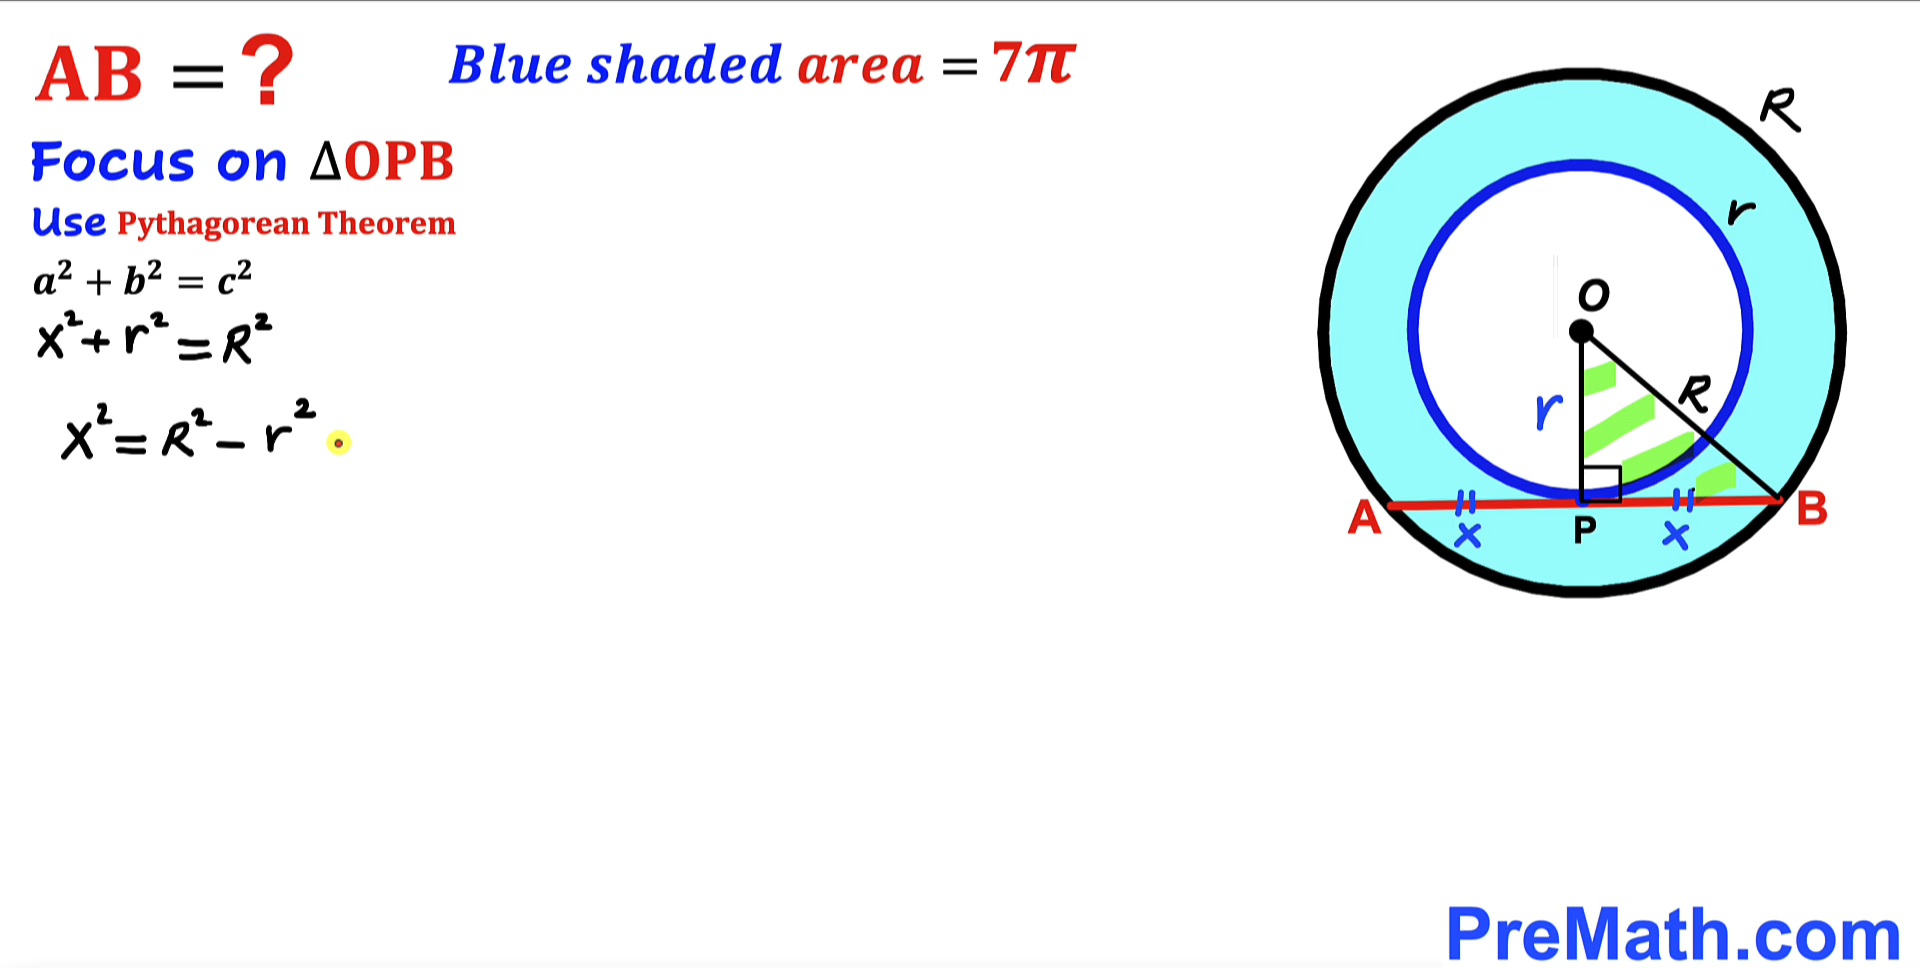 AB = ?
Blue shaded area = 7π
Focus on ΔOPB
Use Pythagorean Theorem
a² + b² = c²
x² + r² = R²
x² = R² - r²
R
r
O
R
r
A
B
x
P
x
PreMath.com